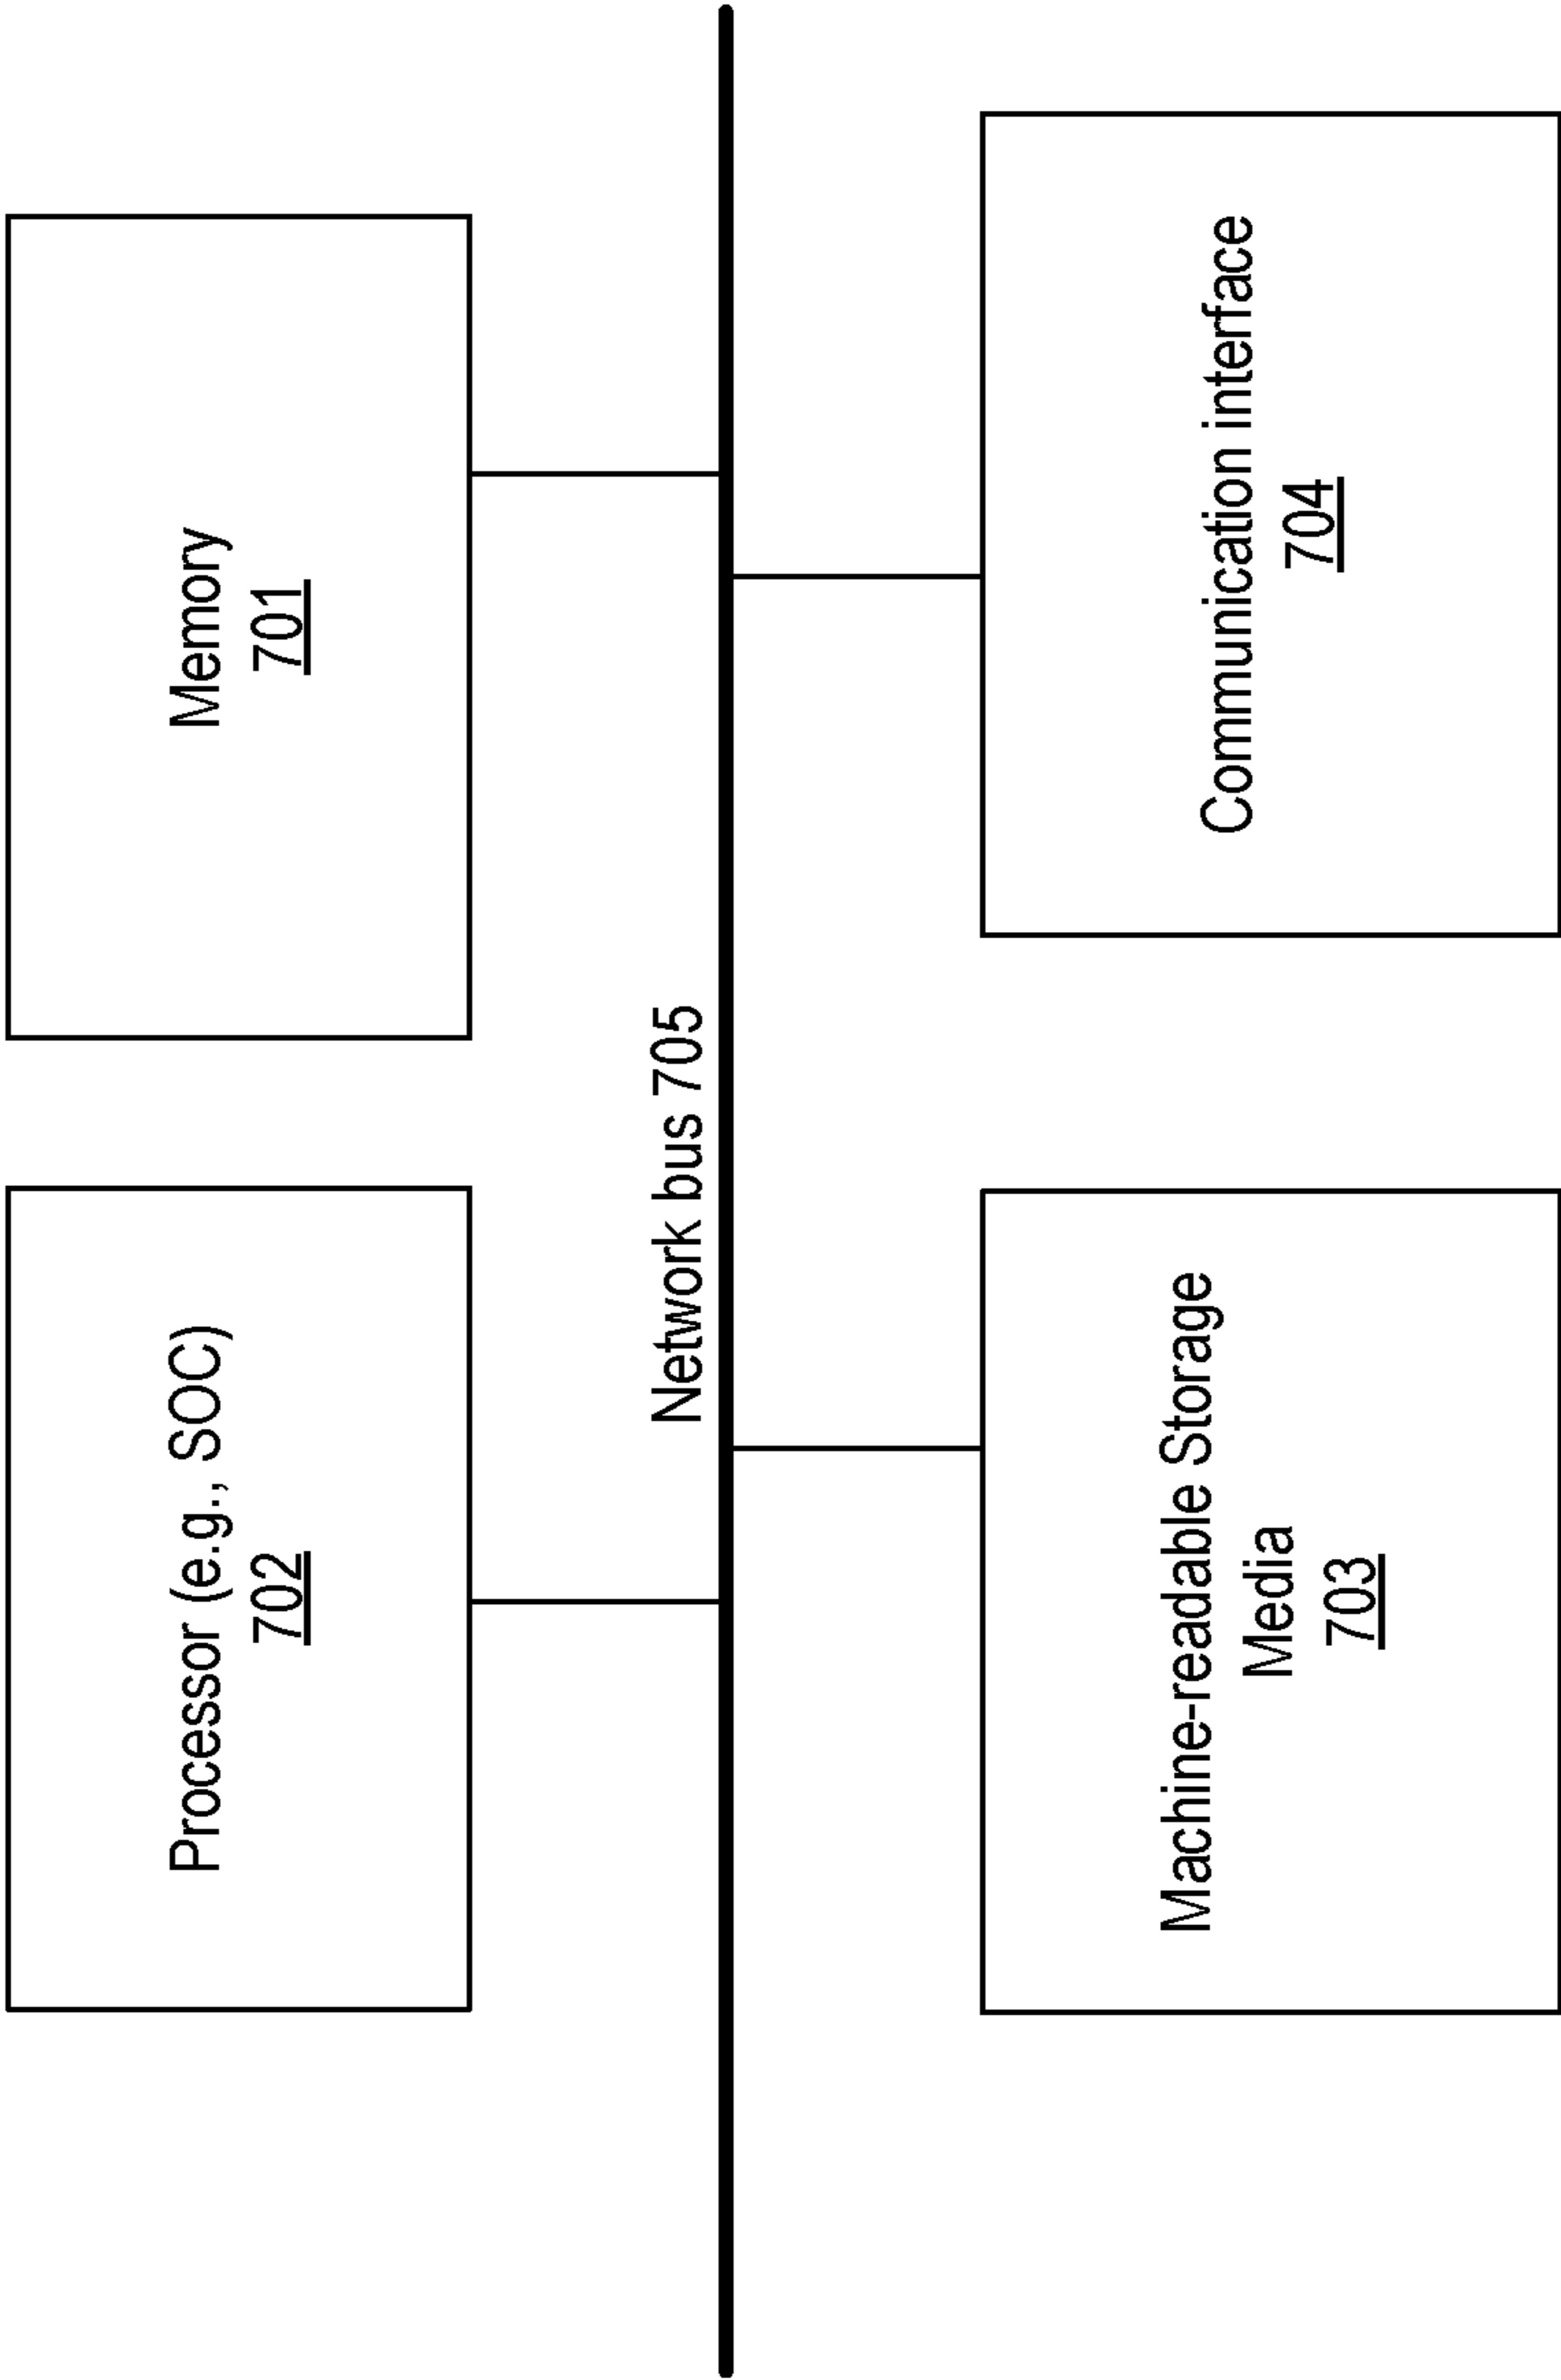 Processor (e.g., SOC)
702
Memory
701
Network bus 705
Machine-readable Storage
Media
703
Communication interface
704